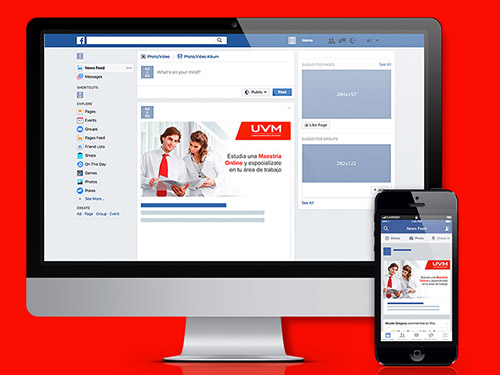 Home
Photo/Video
Photo/Video Album
What's on your mind?
Public
Post
News Feed
Messages
SHORTCUTS
EXPLORE
Pages
Events
Groups
Pages Feed
Friend Lists
Shops
On This Day
Games
Photos
Pokes
See More...
CREATE
Ad · Page · Group · Event
UVM
Estudia una Maestría
Online y especialízate
en tu área de trabajo
SUGGESTED PAGES
See All
284x157
Like Page
SUGGESTED GROUPS
282x122
See All
CARRIER
News Feed
Status
Photo
Check In
UVM
Estudia una Maestría
Online y especialízate
en tu área de trabajo
Nicole Gregory commented on this.